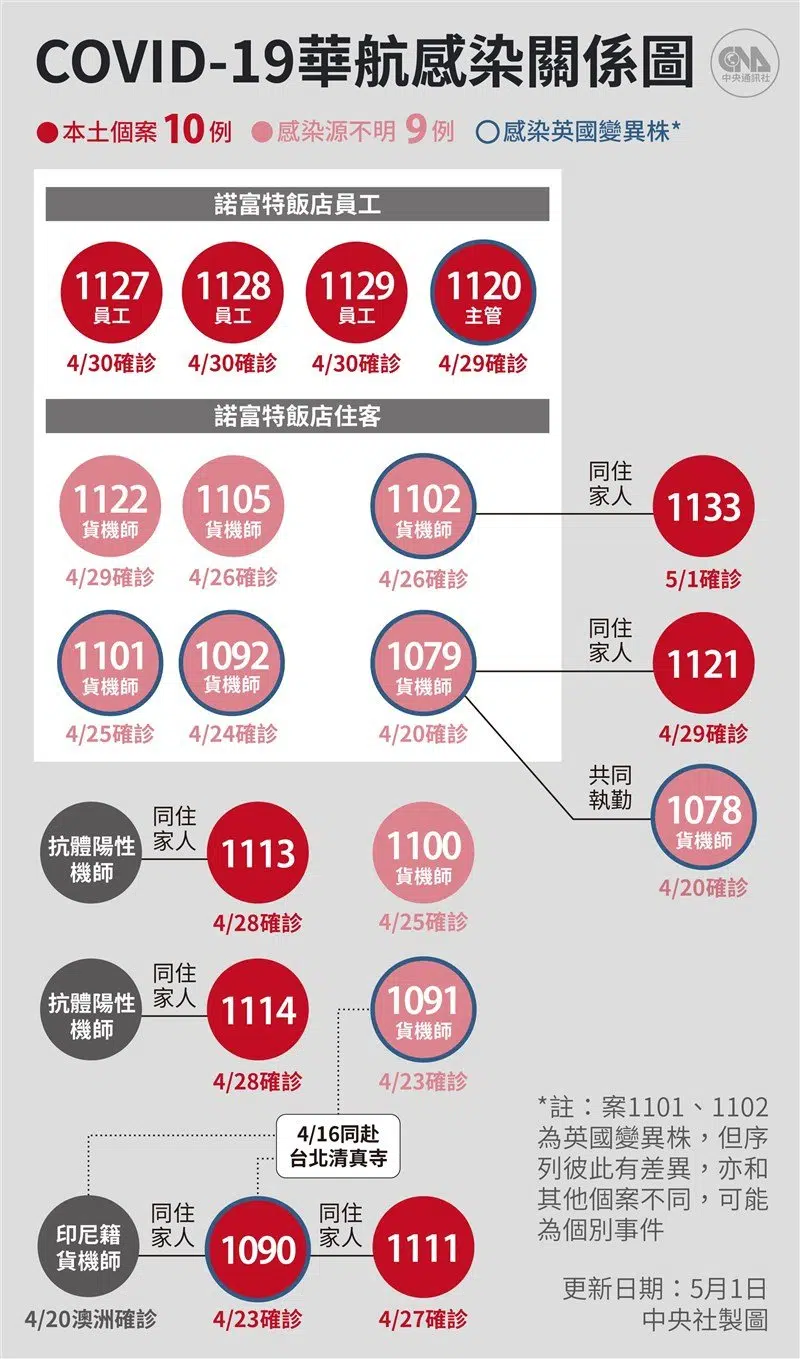 COVID-19華航感染關係圖
CNA
中央通訊社
本土個案10例 感染源不明9例 感染英國變異株*
諾富特飯店員工
1127
員工
4/30確診
1128
員工
4/30確診
1129
員工
4/30確診
1120
主管
4/29確診
諾富特飯店住客
1122
貨機師
4/29確診
1105
貨機師
4/26確診
1102
貨機師
4/26確診
同住
家人
1133
5/1確診
1101
貨機師
4/25確診
1092
貨機師
4/24確診
1079
貨機師
4/20確診
同住
家人
1121
4/29確診
共同
執勤
1078
貨機師
4/20確診
抗體陽性
機師
同住
家人
1113
4/28確診
1100
貨機師
4/25確診
抗體陽性
機師
同住
家人
1114
4/28確診
1091
貨機師
4/23確診
4/16同赴
台北清真寺
印尼籍
貨機師
4/20澳洲確診
同住
家人
1090
4/23確診
同住
家人
1111
4/27確診
*註：案1101、1102
為英國變異株，但序
列彼此有差異，亦和
其他個案不同，可能
為個別事件
更新日期：5月1日
中央社製圖